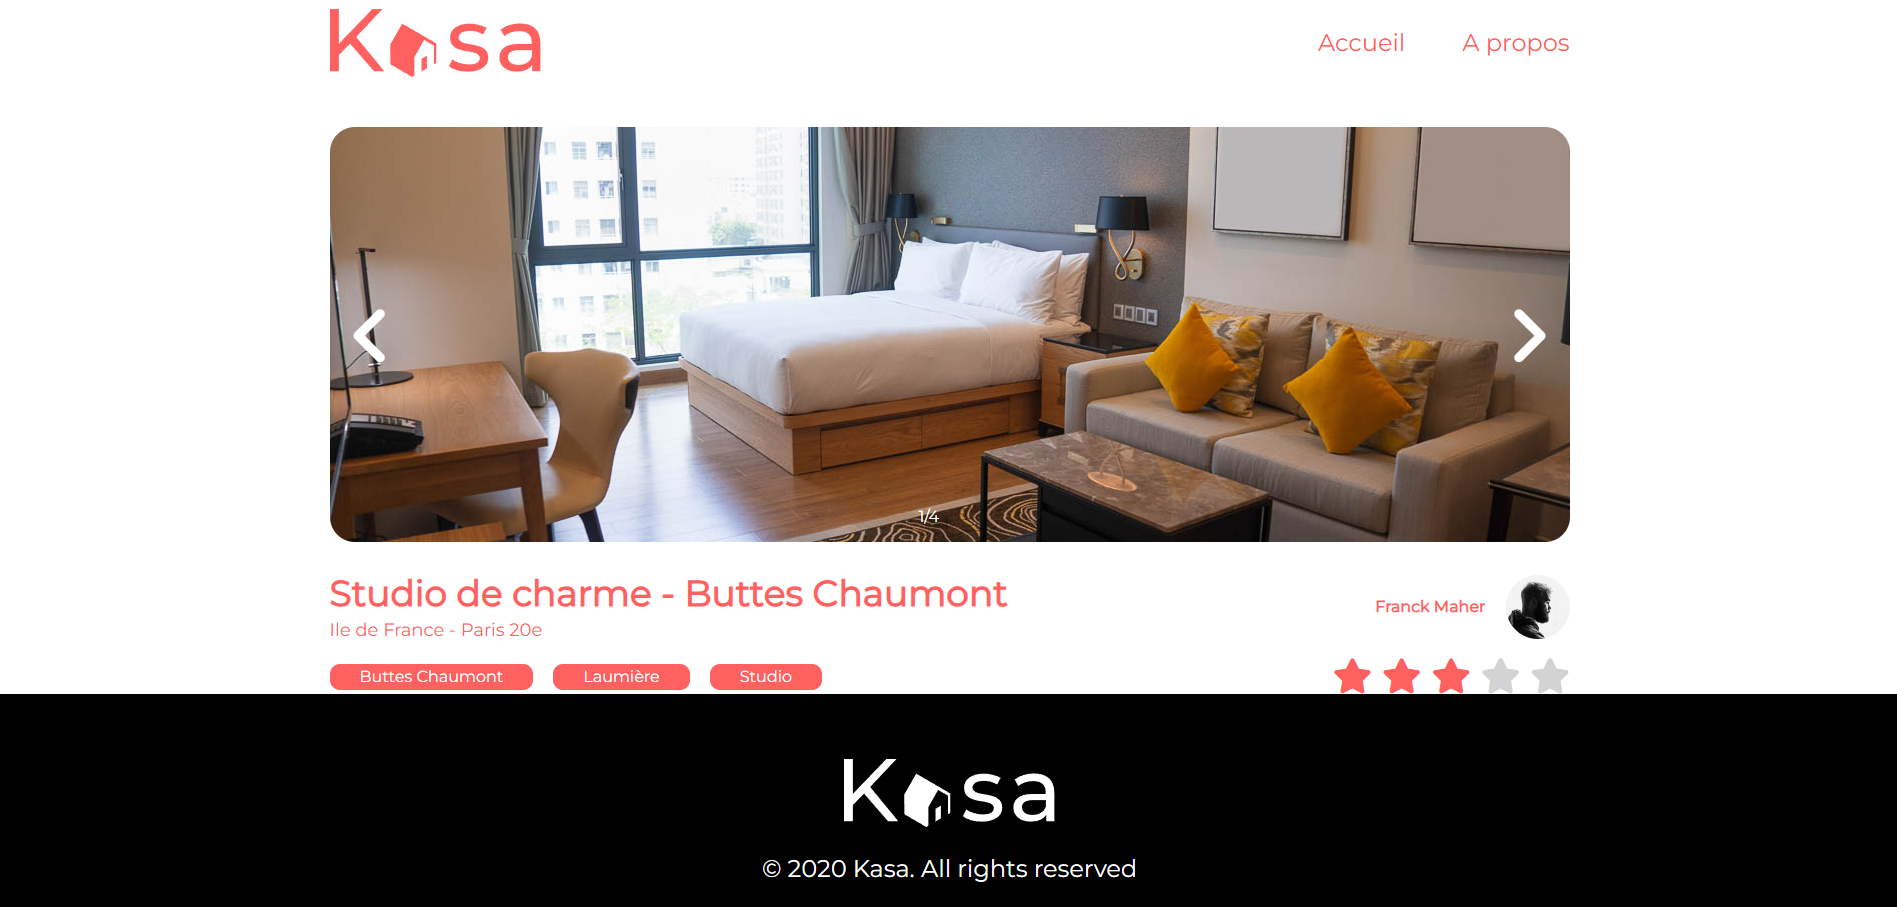 Kasa
Accueil
A propos
1/4
Studio de charme - Buttes Chaumont
Ile de France - Paris 20e
Franck Maher
Buttes Chaumont
Laumière
Studio
Kasa
© 2020 Kasa. All rights reserved